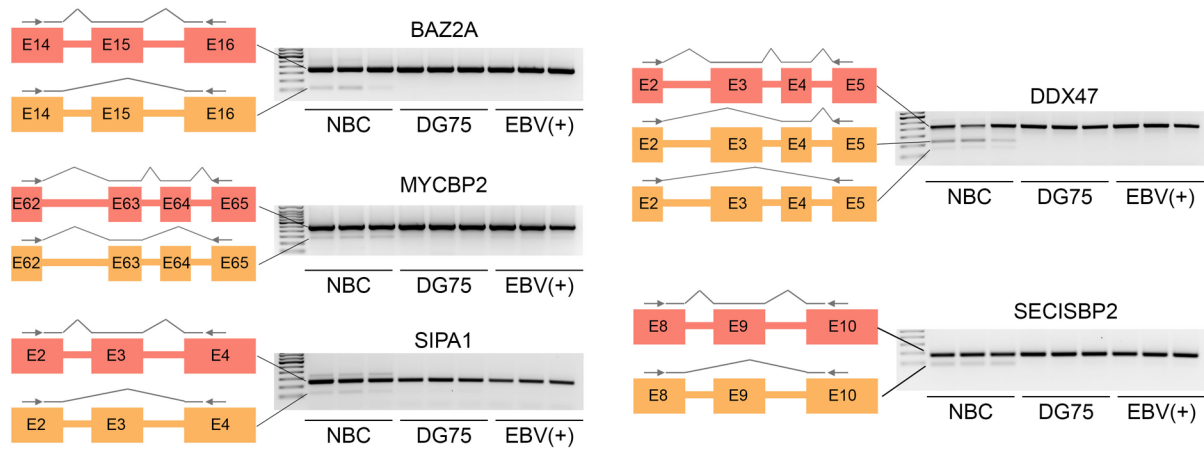 BAZ2A
E14 E15 E16
E14 E15 E16
NBC DG75 EBV(+)
MYCBP2
E62 E63 E64 E65
E62 E63 E64 E65
NBC DG75 EBV(+)
SIPA1
E2 E3 E4
E2 E3 E4
NBC DG75 EBV(+)
DDX47
E2 E3 E4 E5
E2 E3 E4 E5
E2 E3 E4 E5
NBC DG75 EBV(+)
SECISBP2
E8 E9 E10
E8 E9 E10
NBC DG75 EBV(+)